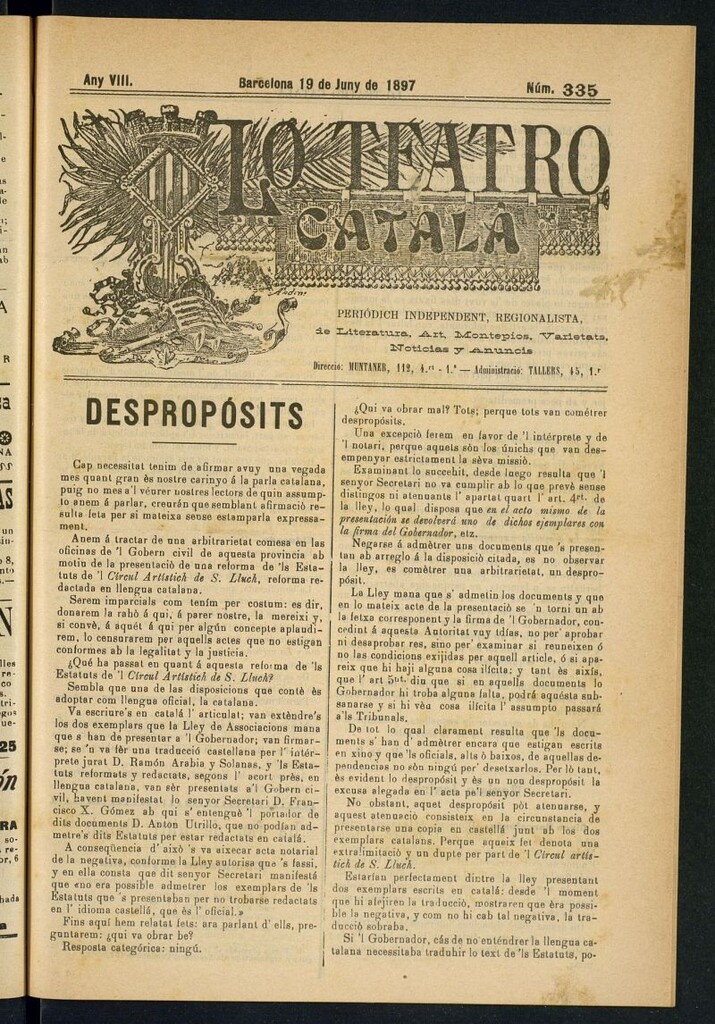 Any VIII.
Barcelona 19 de Juny de 1897
Núm. 335
LO TEATRO
CATALÁ
PERIÓDICH INDEPENDENT, REGIONALISTA,
de Literatura, Art, Montepios, Varietats,
Noticias y Anuncis
Direcció: MUNTANER, 112, 4.rt - 1.ª — Administració: TALLERS, 45, 1.r
DESPROPÓSITS
Cap necessitat tenim de afirmar avuy una vegada
mes quant gran és nostre carinyo á la parla catalana,
puig no mes a'l véurer nostres lectors de quin assump-
to anem á parlar, creurán que semblant afirmació re-
sulta feta per si mateixa sense estamparla expressa-
ment.
Anem á tractar de una arbitrarietat comesa en las
oficinas de 'l Gobern civil de aquesta provincia ab
motiu de la presentació de una reforma de 'ls Esta-
tuts de 'l Circul Artístich de S. Lluch, reforma re-
dactada en llengua catalana.
Serem imparcials com tenim per costum: es dir,
donarem la rahó á qui, á parer nostre, la mereixi y,
si convé, á aquét á qui per algún concepte aplaudi-
rem, lo censurarem per aquells actes que no estigan
conformes ab la legalitat y la justicia.
¿Qué ha passat en quant á aquesta reforma de 'ls
Estatuts de 'l Circul Artístich de S. Lluch?
Sembla que una de las disposicions que conté és
adoptar com llengua oficial, la catalana.
Va escriure's en catalá l' articulat; van exténdre's
los dos exemplars que la Lley de Associacions mana
que s han de presentar a 'l Gobernador; van firmar-
se; se 'n va fér una traducció castellana per l' intér-
prete jurat D. Ramón Arabia y Solanas, y 'ls Esta-
tuts reformats y redactats, segons l' acort près, en
llengua catalana, van sér presentats a'l Gobern ci-
vil, havent manifestat lo senyor Secretari D. Fran-
cisco X. Gómez ab qui s' entengué 'l portador de
dits documents D. Anton Utrillo, que no podían ad-
metre's dits Estatuts per estar redactats en catalá.
A conseqüencia d' aixó 's va aixecar acta notarial
de la negativa, conforme la Lley autorisa que 's fassi,
y en ella consta que dit senyor Secretari manifestá
que «no era possible admétrer los exemplars de 'ls
Estatuts que 's presentaban per no trobarse redactats
en l' idioma castellá, que és l' oficial.»
Fins aquí hem relatat fets: ara parlant d' ells, pre-
guntarem: ¿qui va obrar bé?
Resposta categórica: ningú.
¿Qui va obrar mal? Tots; perque tots van cométrer
despropósits.
Una excepció ferem en favor de 'l intérprete y de
'l notari, perque aquets són los únichs que van des-
empenyar estrictament la séva missió.
Examinant lo succehit, desde luego resulta que 'l
senyor Secretari no va cumplir ab lo que prevé sense
distingos ni atenuants l' apartat quart l' art. 4rt. de
la lley, lo qual disposa que en el acto mismo de la
presentación se devolverá uno de dichos ejemplares con
la firma del Gobernador, etz.
Negarse á admétrer uns documents que 's presen-
tan ab arreglo á la disposició citada, es no observar
la lley, es cométrer una arbitrarietat, un despro-
pósit.
La Lley mana que s' admetin los documents y que
en lo mateix acte de la presentació se 'n torni un ab
la fetxa corresponent y la firma de 'l Gobernador, con-
cedint á aquesta Autoritat vuy tdías, no per aprobar
ni desaprobar res, sino per examinar si reuneixen ó
no las condicions exijidas per aquell article, ó si apa-
reix que hi haji alguna cosa ilícita; y tant és aixís,
que l' art 5nt. diu que si en aquells documents lo
Gobernador hi troba alguna falta, podrá aquésta sub-
sanarse y si hi véu cosa ilícita l' assumpto passará
a'ls Tribunals.
De tot lo qual clarament resulta que 'ls docu-
ments s' han d' admétrer encara que estigan escrits
en xino y que 'ls oficials, alts ó baixos, de aquellas de-
pendencias no són ningú per' desetxarlos. Per ló tant,
és evident lo despropósit y és un nou despropósit la
excusa alegada en l' acta pe'l senyor Secretari.
No obstant, aquet despropósit pót atenuarse, y
aquest atenuació consisteix en la circunstancia de
presentarse una copia en castellá junt ab los dos
exemplars catalans. Perque aqueix fet denota una
extralimitació y un dupte per part de 'l Circul artís-
tich de S. Lluch.
Estarían perfectament dintre la lley presentant
dos exemplars escrits en catalá: desde 'l moment
que hi afejiren la traducció, mostraren que éra possi-
ble la negativa, y com no hi cab tal negativa, la tra-
ducció sobraba.
Si 'l Gobernador, cás de no enténdrer la llengua ca-
talana necessitaba traduhir lo text de 'ls Estatuts, po-